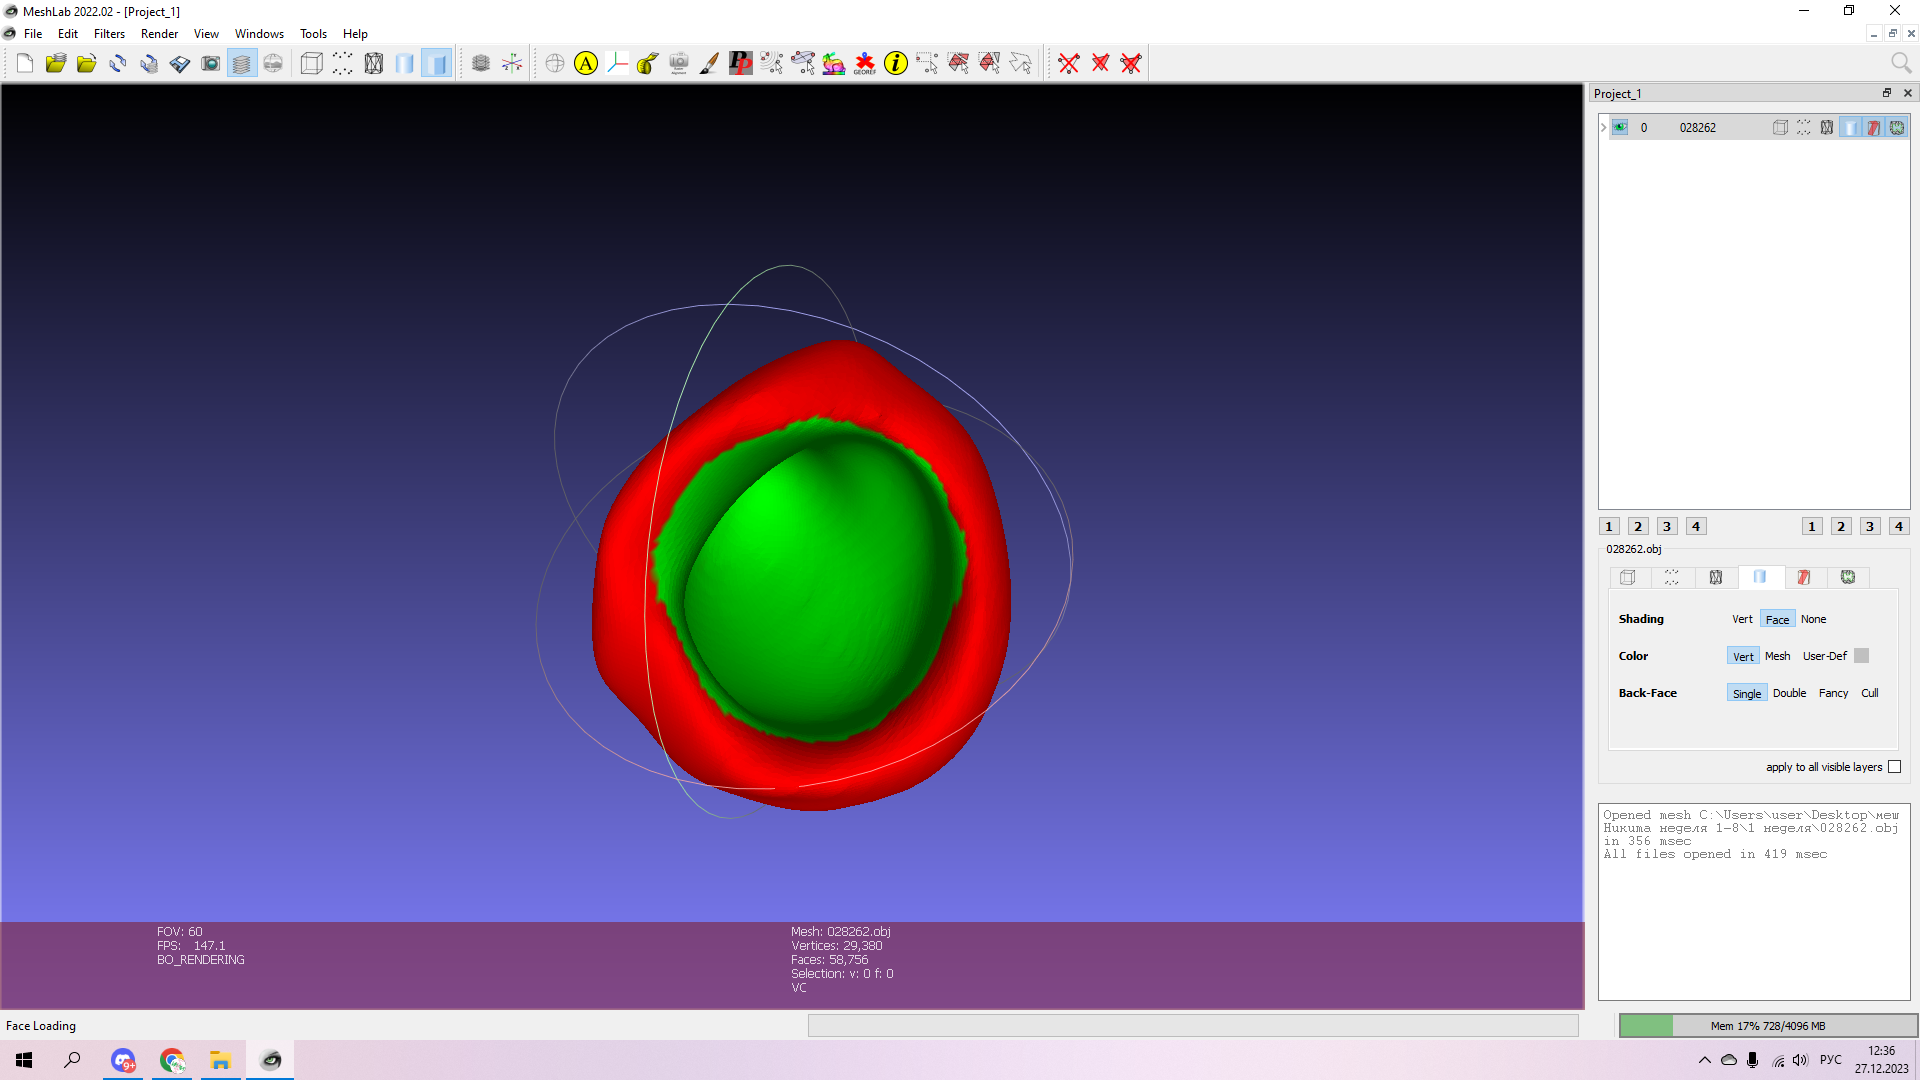 MeshLab 2022.02 - [Project_1]
File Edit Filters Render View Windows Tools Help
A
PP
GEOREF
i
Project_1
0 028262
1 2 3 4 1 2 3 4
028262.obj
Shading Vert Face None
Color Vert Mesh User-Def
Back-Face Single Double Fancy Cull
apply to all visible layers
Opened mesh C:\Users\user\Desktop\меш
Никита неделя 1-8\1 неделя\028262.obj
in 356 msec
All files opened in 419 msec
FOV: 60
FPS: 147.1
BO_RENDERING
Mesh: 028262.obj
Vertices: 29,380
Faces: 58,756
Selection: v: 0 f: 0
VC
Face Loading
Mem 17% 728/4096 MB
9+
РУС
12:36
27.12.2023